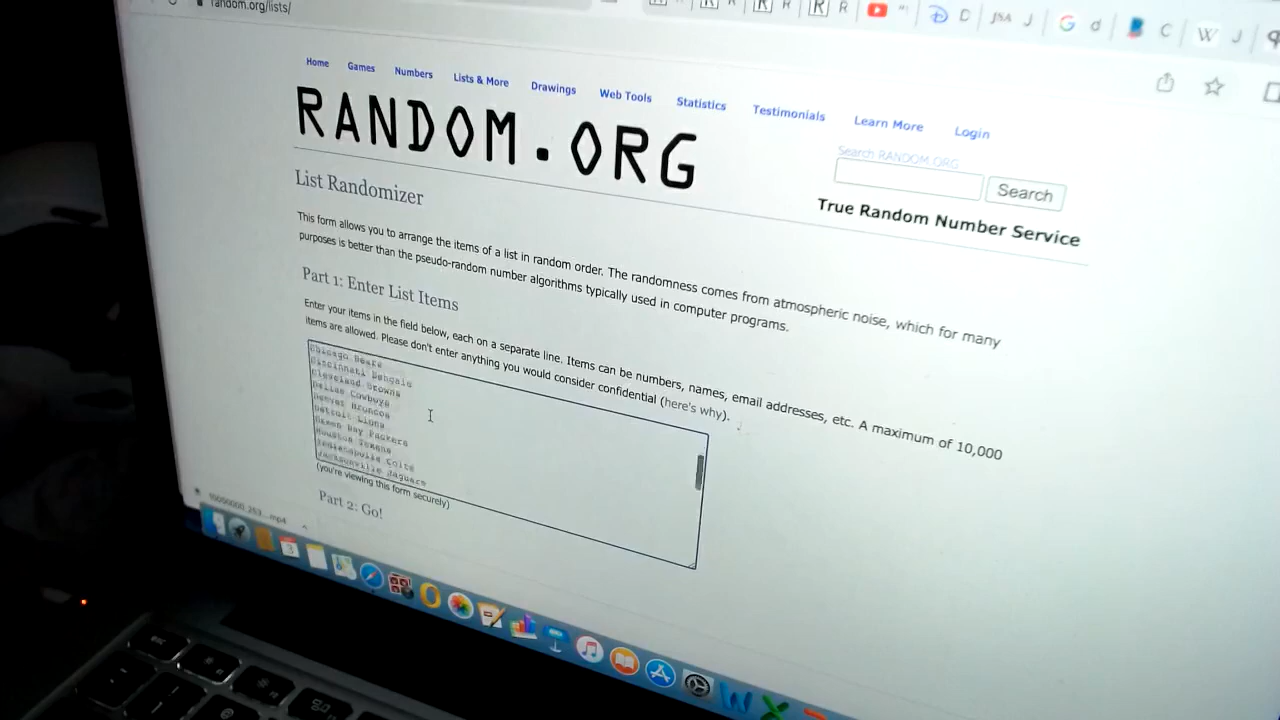 random.org/lists/
Home Games Numbers Lists & More Drawings Web Tools Statistics Testimonials Learn More Login
RANDOM.ORG
Search RANDOM.ORG
Search
True Random Number Service
List Randomizer
This form allows you to arrange the items of a list in random order. The randomness comes from atmospheric noise, which for many
purposes is better than the pseudo-random number algorithms typically used in computer programs.
Part 1: Enter List Items
Enter your items in the field below, each on a separate line. Items can be numbers, names, email addresses, etc. A maximum of 10,000
items are allowed. Please don't enter anything you would consider confidential (here's why).
Chicago Bears
Cincinnati Bengals
Cleveland Browns
Dallas Cowboys
Denver Broncos
Detroit Lions
Green Bay Packers
Houston Texans
Indianapolis Colts
Jacksonville Jaguars
(you're viewing this form securely)
Part 2: Go!
esc